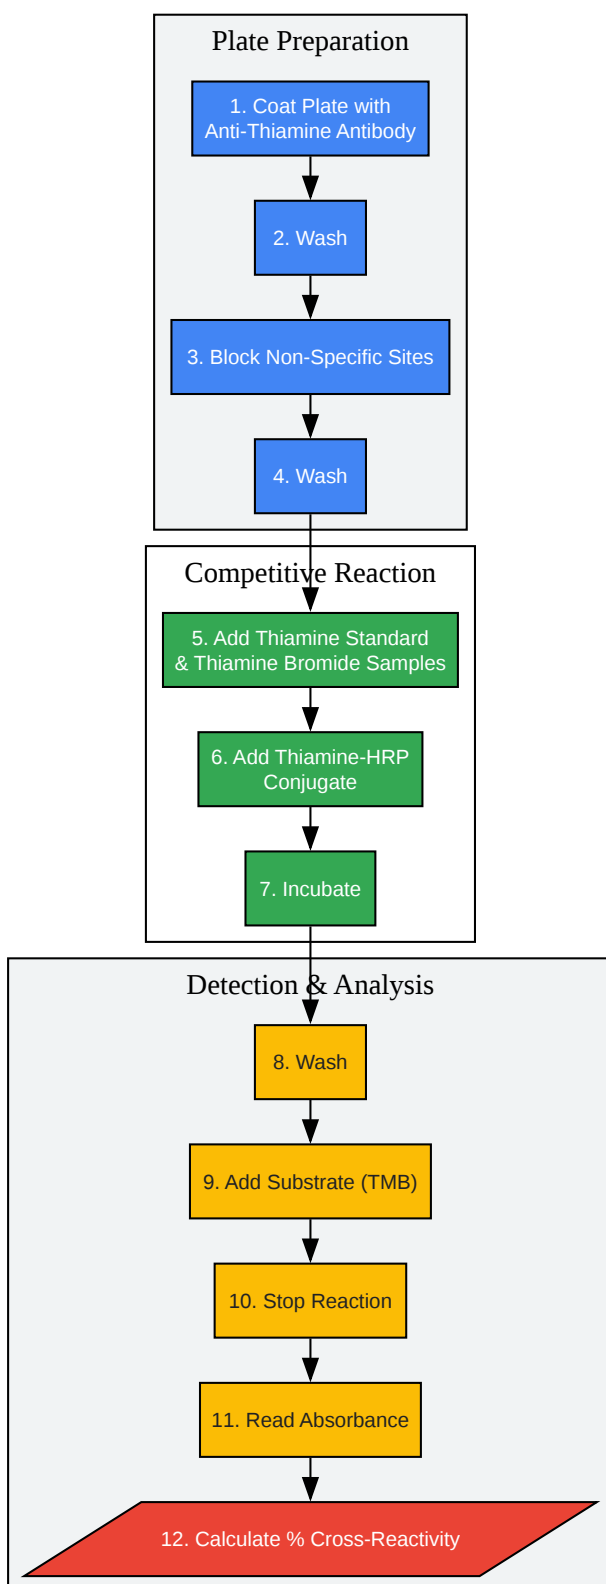 Plate Preparation
1. Coat Plate with
Anti-Thiamine Antibody
2. Wash
3. Block Non-Specific Sites
4. Wash
Competitive Reaction
5. Add Thiamine Standard
& Thiamine Bromide Samples
6. Add Thiamine-HRP
Conjugate
7. Incubate
Detection & Analysis
8. Wash
9. Add Substrate (TMB)
10. Stop Reaction
11. Read Absorbance
12. Calculate % Cross-Reactivity